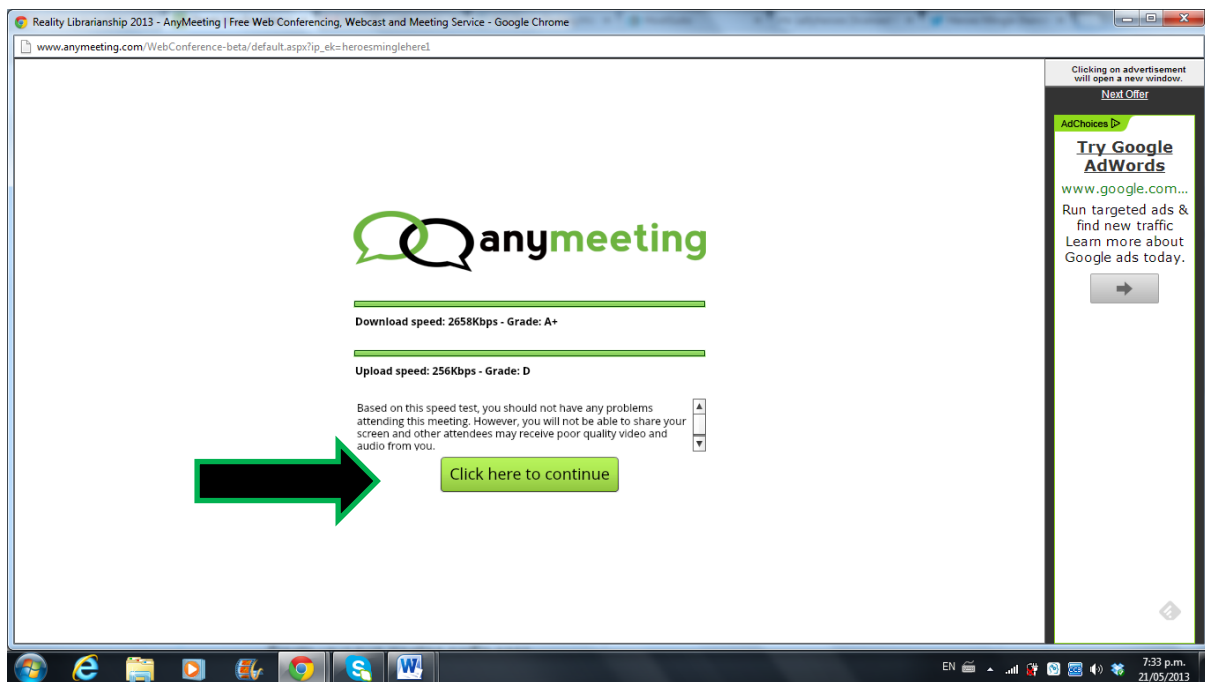 Reality Librarianship 2013 - AnyMeeting | Free Web Conferencing, Webcast and Meeting Service - Google Chrome
www.anymeeting.com/WebConference-beta/default.aspx?ip_ek=heroesminglehere1
Clicking on advertisement
will open a new window.
Next Offer
AdChoices
Try Google
AdWords
www.google.com...
Run targeted ads &
find new traffic
Learn more about
Google ads today.
anymeeting
Download speed: 2658Kbps - Grade: A+
Upload speed: 256Kbps - Grade: D
Based on this speed test, you should not have any problems
attending this meeting. However, you will not be able to share your
screen and other attendees may receive poor quality video and
audio from you.
Click here to continue
EN
7:33 p.m.
21/05/2013